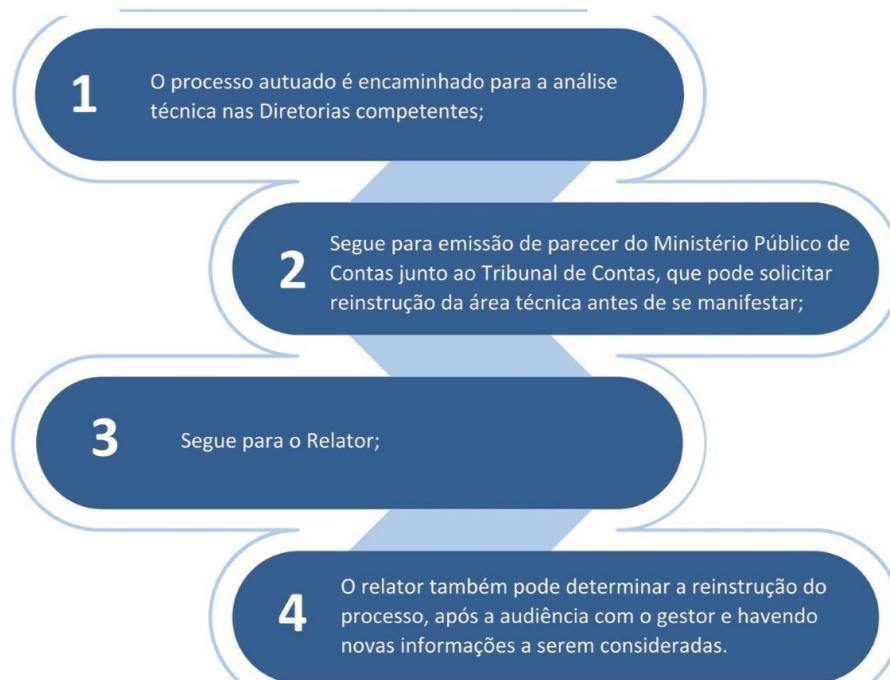 1
O processo autuado é encaminhado para a análise
técnica nas Diretorias competentes;
2
Segue para emissão de parecer do Ministério Público de
Contas junto ao Tribunal de Contas, que pode solicitar
reinstrução da área técnica antes de se manifestar;
3
Segue para o Relator;
4
O relator também pode determinar a reinstrução do
processo, após a audiência com o gestor e havendo
novas informações a serem consideradas.